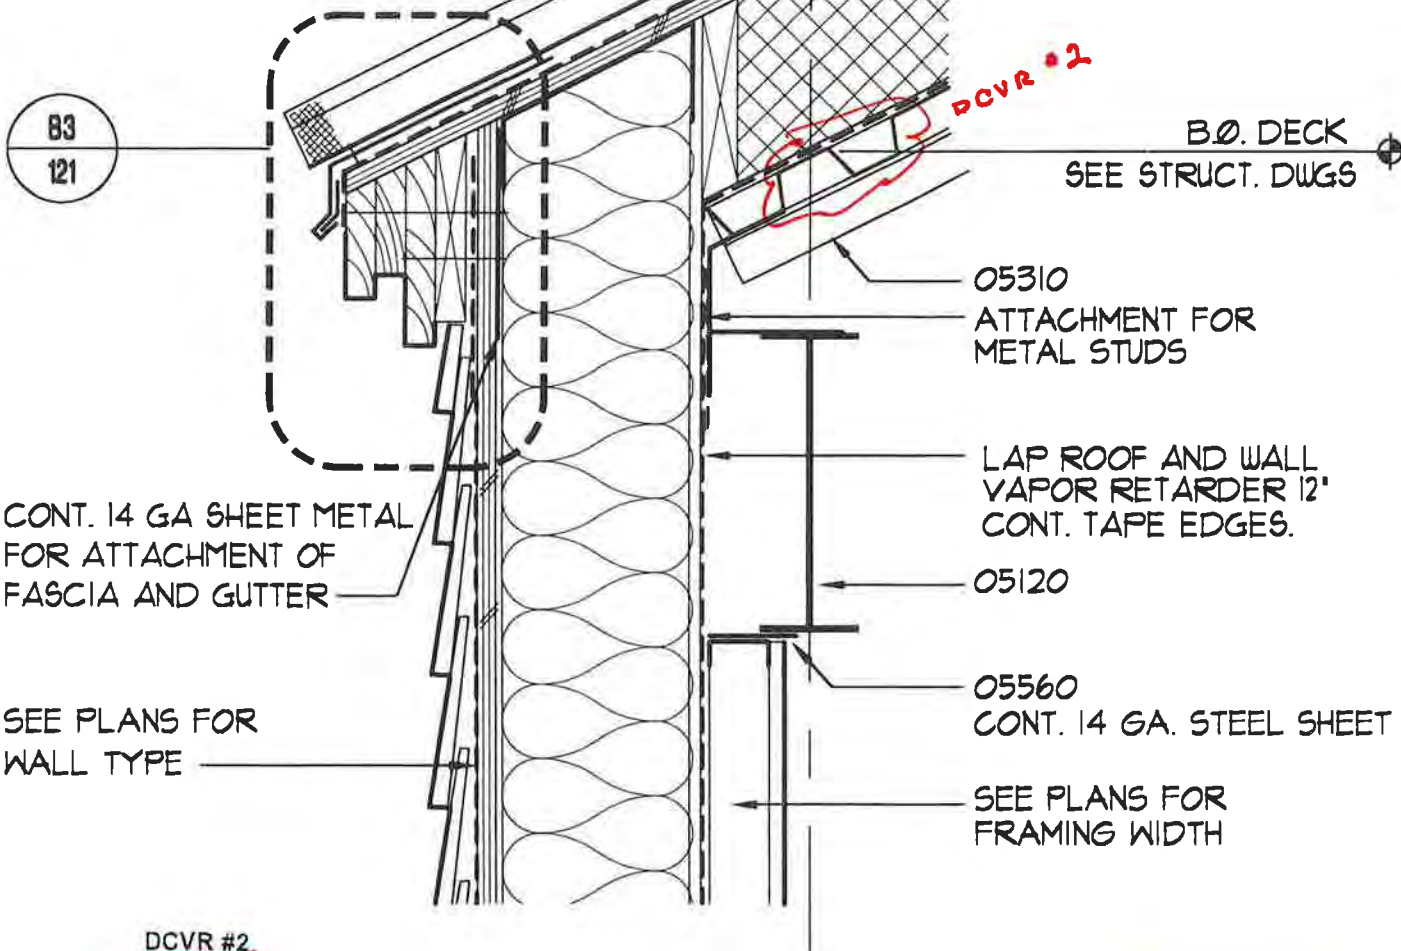 DCVR #2
B3
121
B.O. DECK
SEE STRUCT. DWGS
05310
ATTACHMENT FOR
METAL STUDS
LAP ROOF AND WALL
VAPOR RETARDER 12"
CONT. TAPE EDGES.
CONT. 14 GA SHEET METAL
FOR ATTACHMENT OF
FASCIA AND GUTTER
05120
05560
CONT. 14 GA. STEEL SHEET
SEE PLANS FOR
WALL TYPE
SEE PLANS FOR
FRAMING WIDTH
DCVR #2.